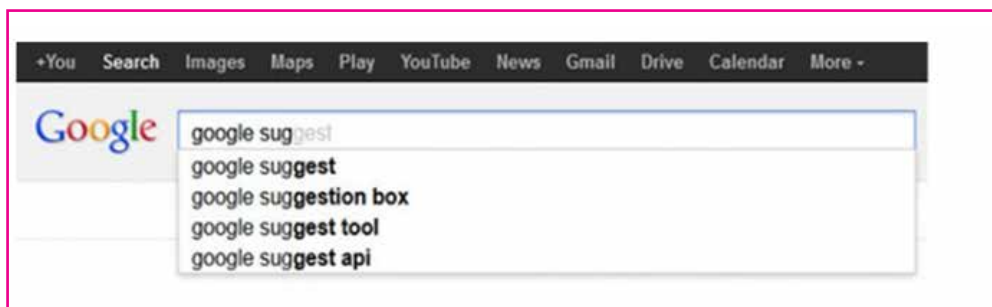 +You Search Images Maps Play YouTube News Gmail Drive Calendar More
Google
google suggest
google suggest
google suggestion box
google suggest tool
google suggest api